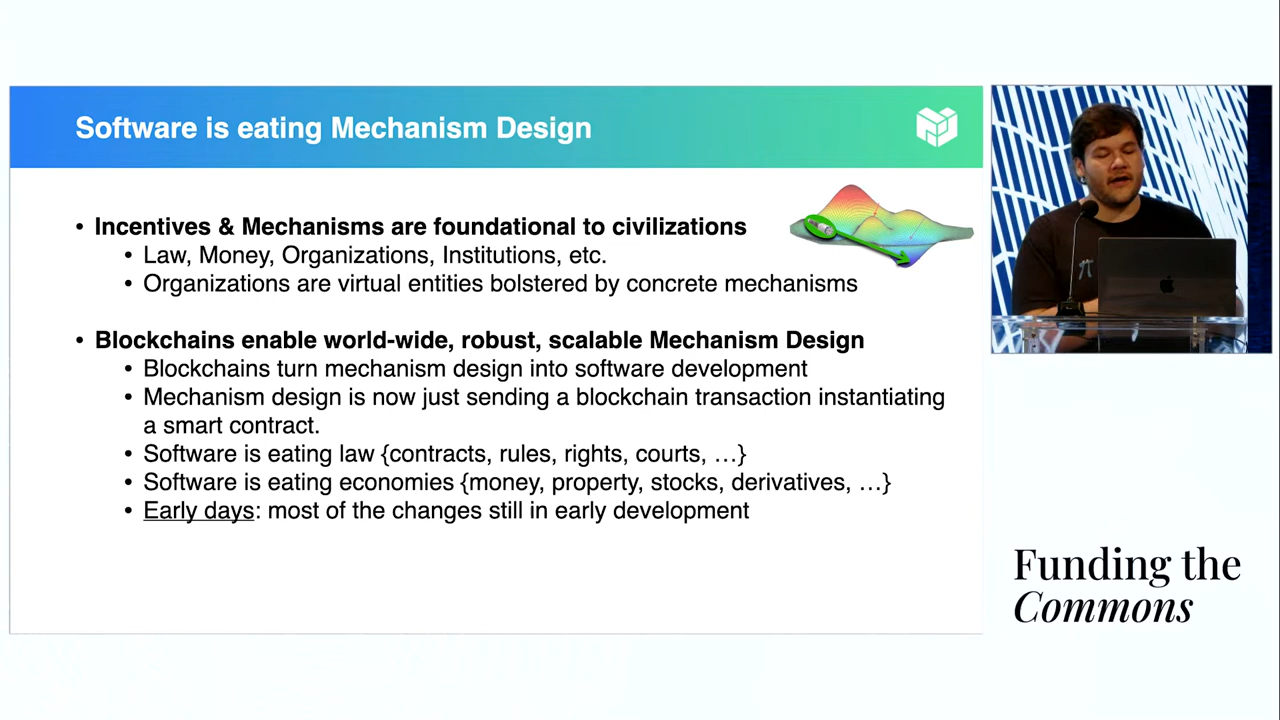 Software is eating Mechanism Design
• Incentives & Mechanisms are foundational to civilizations
• Law, Money, Organizations, Institutions, etc.
• Organizations are virtual entities bolstered by concrete mechanisms
• Blockchains enable world-wide, robust, scalable Mechanism Design
• Blockchains turn mechanism design into software development
• Mechanism design is now just sending a blockchain transaction instantiating
a smart contract.
• Software is eating law {contracts, rules, rights, courts, …}
• Software is eating economies {money, property, stocks, derivatives, …}
• Early days: most of the changes still in early development
Funding the
Commons